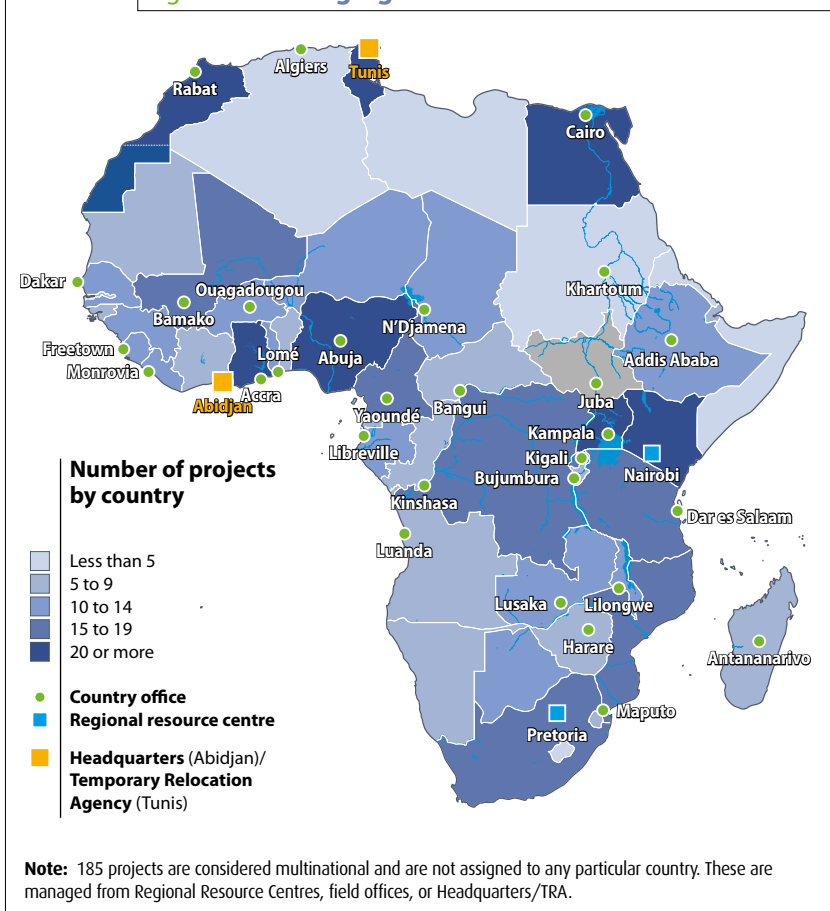 Algiers
Tunis
Rabat
Cairo
Dakar
Ouagadougou
Khartoum
Bamako
N'Djamena
Freetown
Lomé
Abuja
Addis Ababa
Monrovia
Abidjan
Accra
Yaoundé
Bangui
Juba
Kampala
Libreville
Kigali
Nairobi
Bujumbura
Kinshasa
Dar es Salaam
Luanda
Lusaka
Lilongwe
Harare
Antananarivo
Maputo
Pretoria
Number of projects
by country
Less than 5
5 to 9
10 to 14
15 to 19
20 or more
Country office
Regional resource centre
Headquarters (Abidjan)/
Temporary Relocation
Agency (Tunis)
Note: 185 projects are considered multinational and are not assigned to any particular country. These are
managed from Regional Resource Centres, field offices, or Headquarters/TRA.